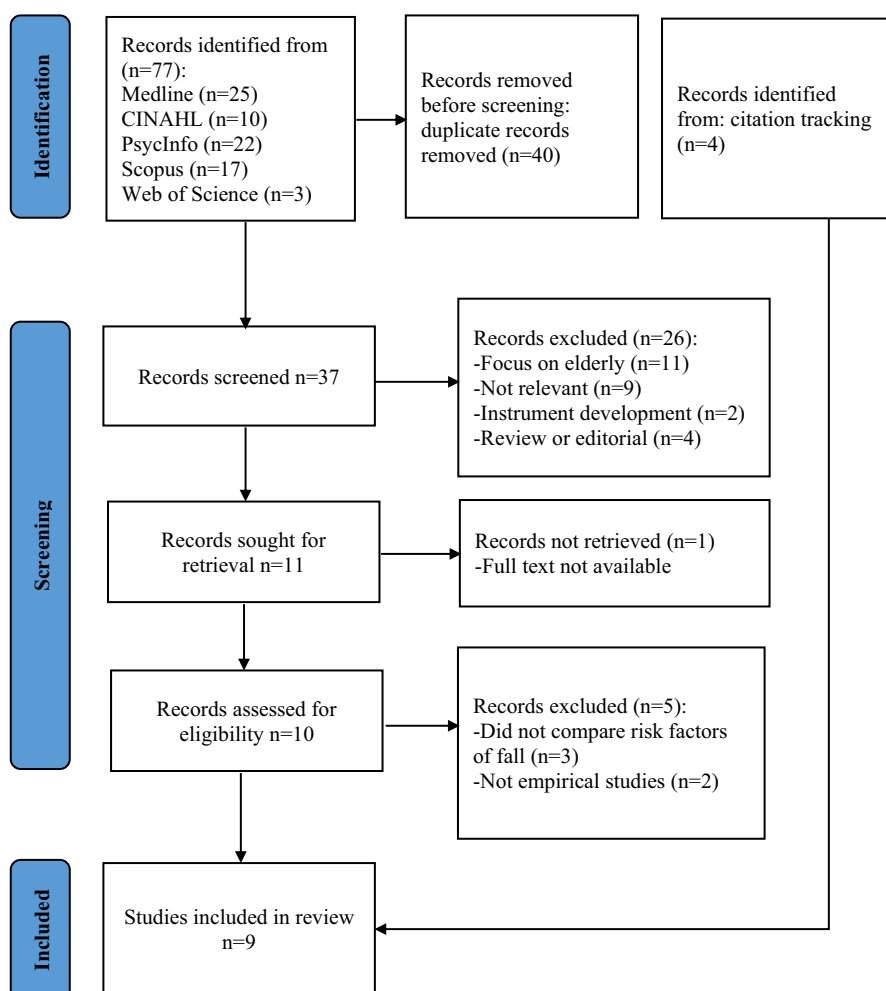 Identification
Records identified from
(n=77):
Medline (n=25)
CINAHL (n=10)
PsycInfo (n=22)
Scopus (n=17)
Web of Science (n=3)
Records removed
before screening:
duplicate records
removed (n=40)
Records identified
from: citation tracking
(n=4)
Screening
Records screened n=37
Records excluded (n=26):
-Focus on elderly (n=11)
-Not relevant (n=9)
-Instrument development (n=2)
-Review or editorial (n=4)
Records sought for
retrieval n=11
Records not retrieved (n=1)
-Full text not available
Records assessed for
eligibility n=10
Records excluded (n=5):
-Did not compare risk factors
of fall (n=3)
-Not empirical studies (n=2)
Included
Studies included in review
n=9